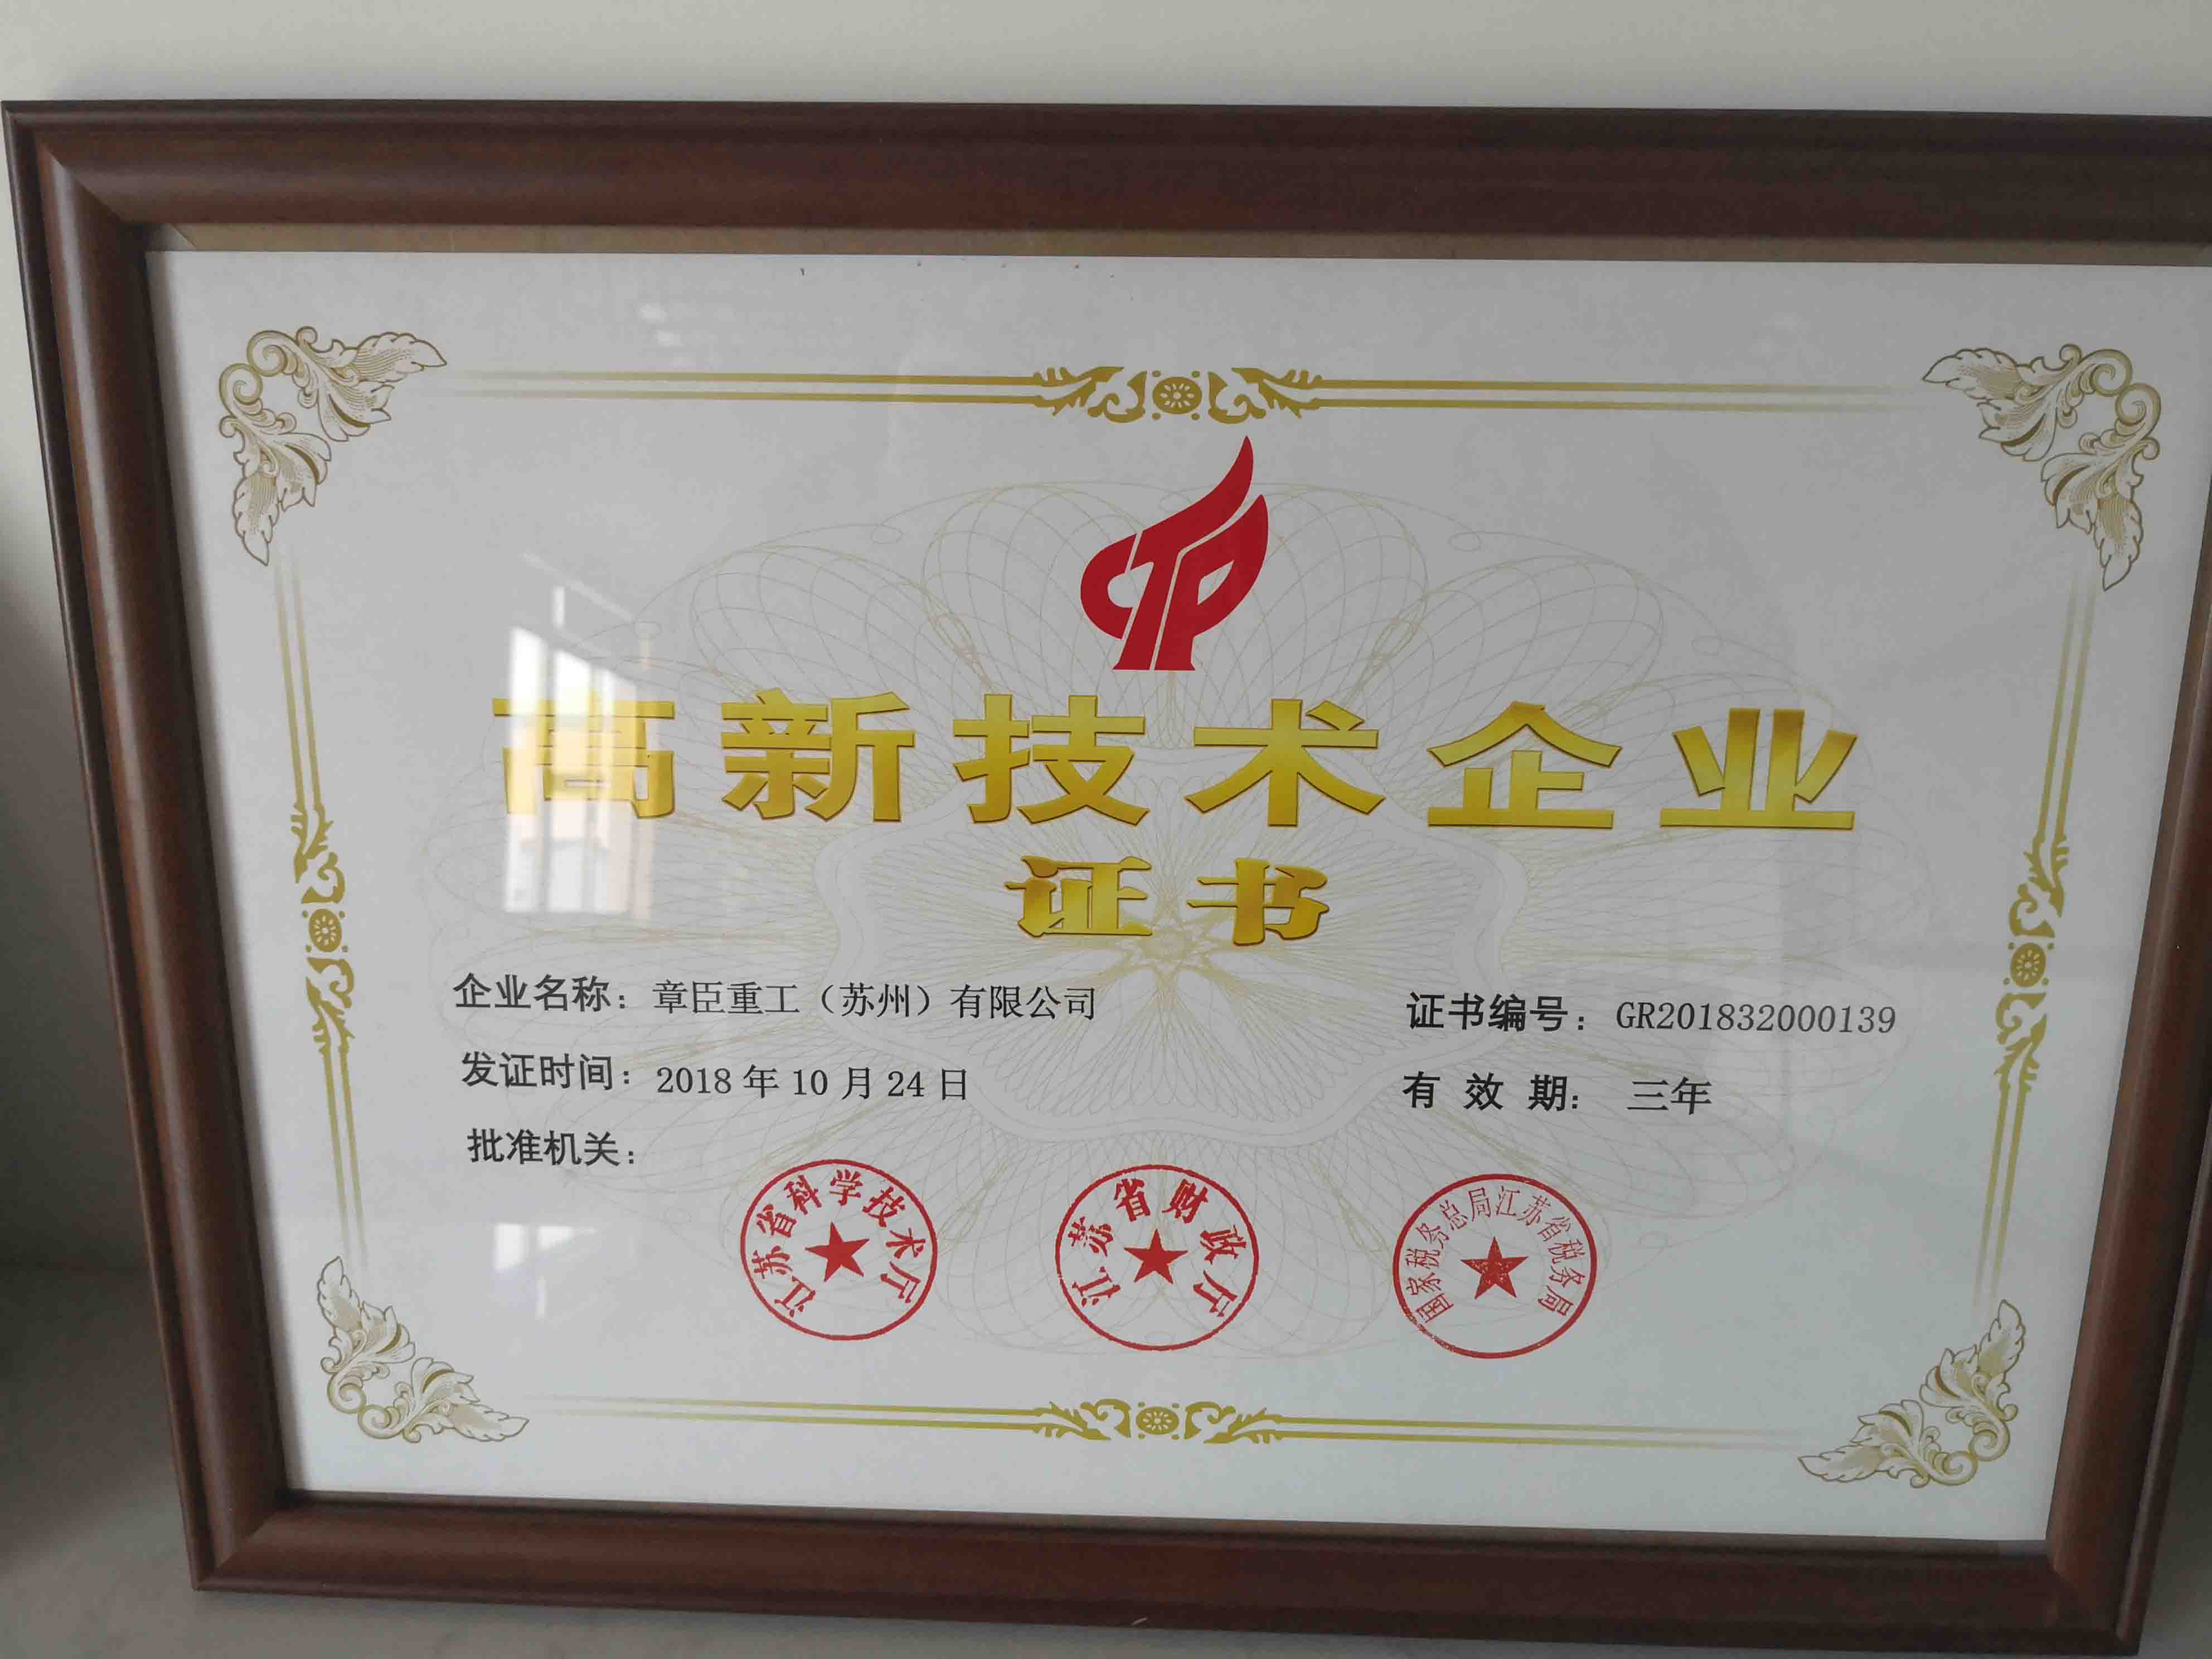 高新技术企业
证书
企业名称：章臣重工（苏州）有限公司
证书编号：GR201832000139
发证时间：2018年10月24日
有效期：三年
批准机关：
江苏省科学技术厅
江苏省财政厅
国家税务总局江苏省税务局